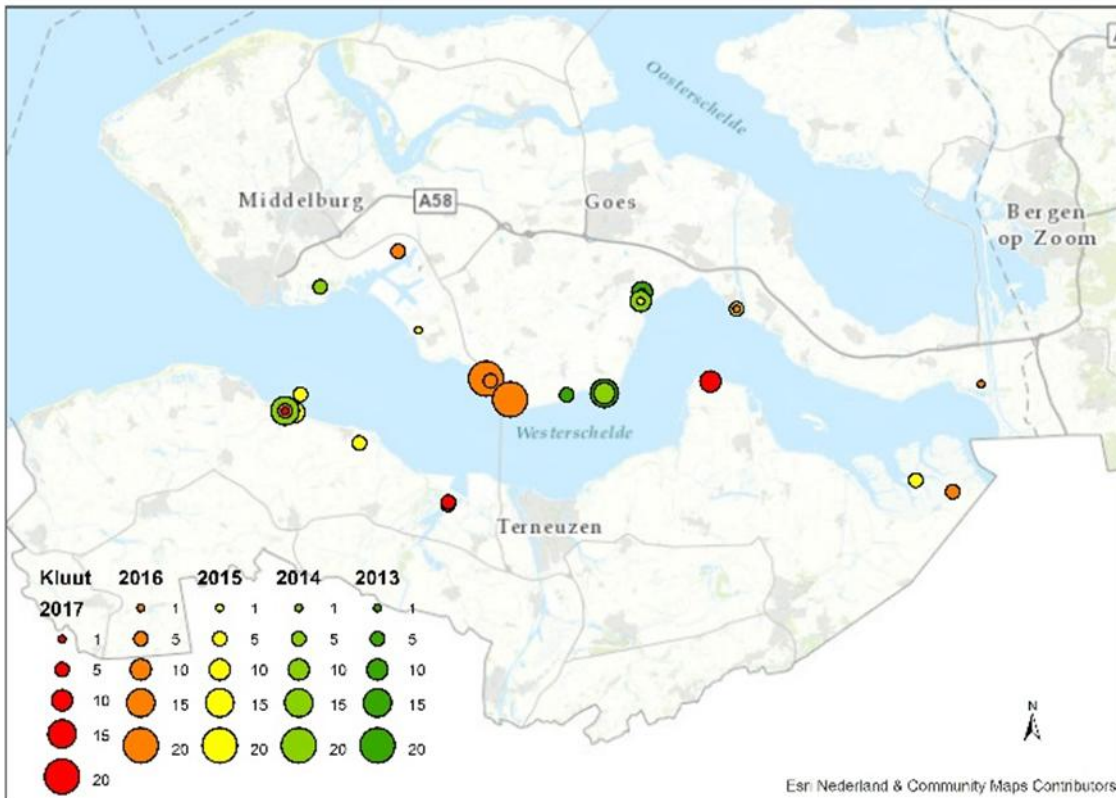 Oosterschelde
Middelburg
A58
Goes
Bergen
op Zoom
Westerschelde
Terneuzen
Kluut 2016 2015 2014 2013
2017 1 1 1 1
1 5 5 5 5
5 10 10 10 10
10 15 15 15 15
15 20 20 20 20
20
N
Esri Nederland & Community Maps Contributors